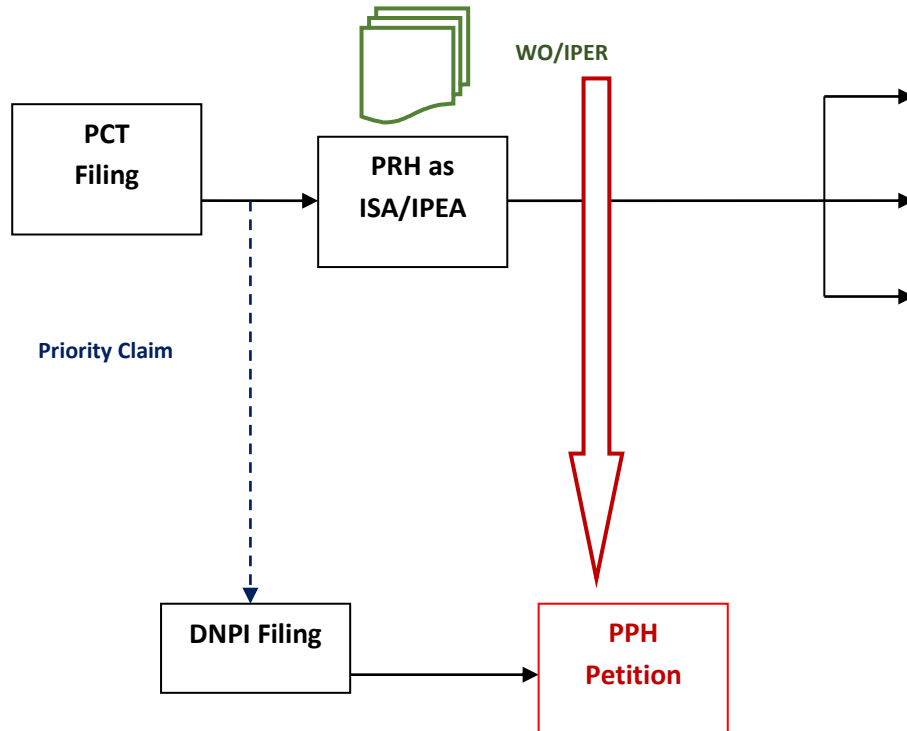 WO/IPER
PCT
Filing
PRH as
ISA/IPEA
Priority Claim
DNPI Filing
PPH
Petition